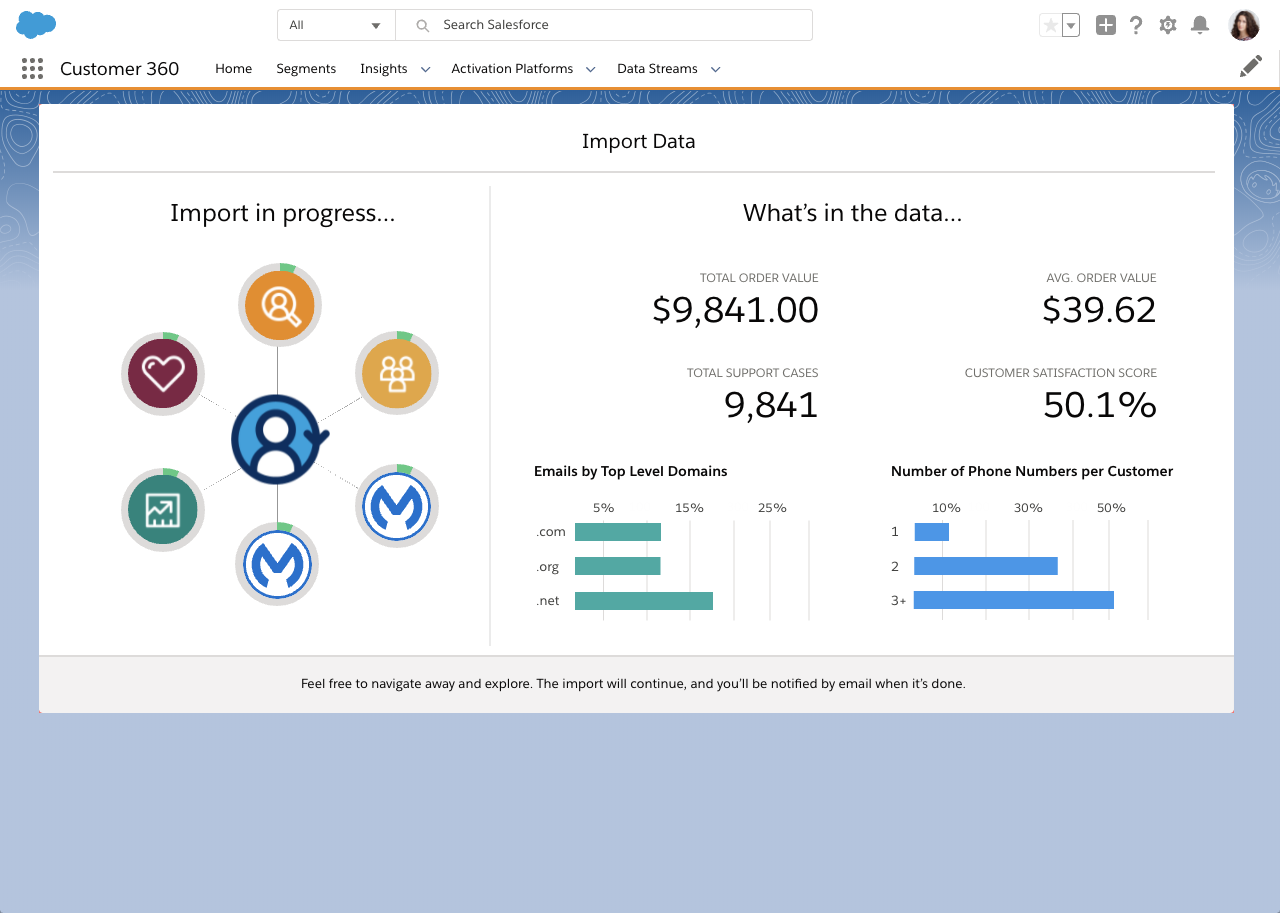 All
Search Salesforce
Customer 360
Home
Segments
Insights
Activation Platforms
Data Streams
Import Data
Import in progress...
What's in the data...
TOTAL ORDER VALUE
$9,841.00
AVG. ORDER VALUE
$39.62
TOTAL SUPPORT CASES
9,841
CUSTOMER SATISFACTION SCORE
50.1%
Emails by Top Level Domains
5% 15% 25%
.com
.org
.net
Number of Phone Numbers per Customer
10% 30% 50%
1
2
3+
Feel free to navigate away and explore. The import will continue, and you'll be notified by email when it's done.